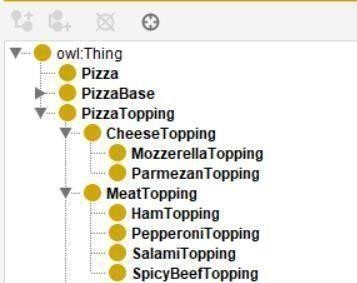 owl:Thing
Pizza
PizzaBase
PizzaTopping
CheeseTopping
MozzerellaTopping
ParmezanTopping
MeatTopping
HamTopping
PepperoniTopping
SalamiTopping
SpicyBeefTopping